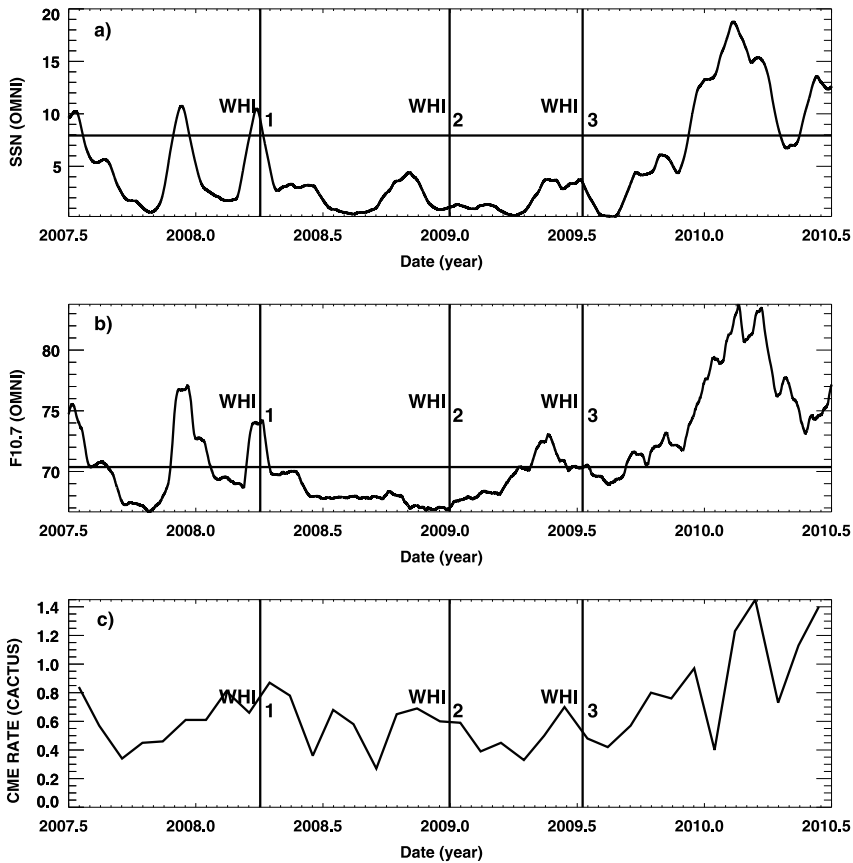 a)
SSN (OMNI)
20
15
10
5
WHI 1
WHI 2
WHI 3
2007.5 2008.0 2008.5 2009.0 2009.5 2010.0 2010.5
Date (year)
b)
F10.7 (OMNI)
80
75
70
WHI 1
WHI 2
WHI 3
2007.5 2008.0 2008.5 2009.0 2009.5 2010.0 2010.5
Date (year)
c)
CME RATE (CACTUS)
1.4
1.2
1.0
0.8
0.6
0.4
0.2
0.0
WHI 1
WHI 2
WHI 3
2007.5 2008.0 2008.5 2009.0 2009.5 2010.0 2010.5
Date (year)